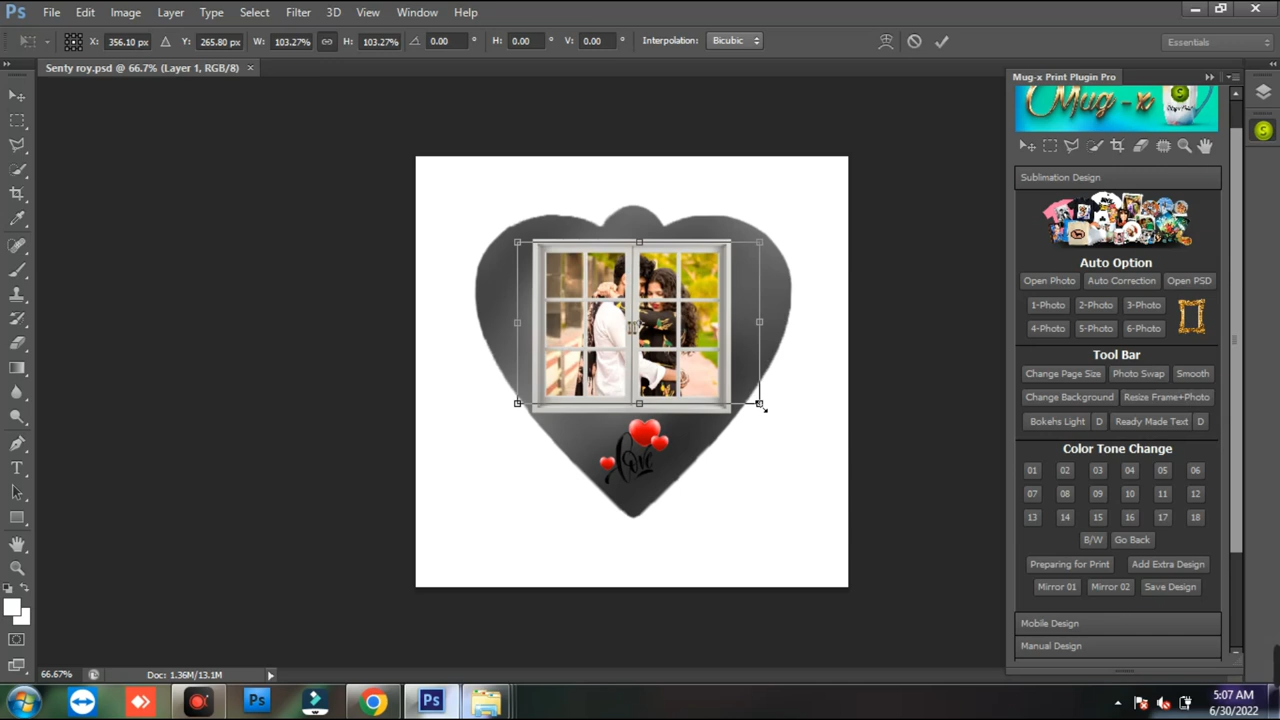 Ps File Edit Image Layer Type Select Filter 3D View Window Help
X: 356.10 px Y: 265.80 px W: 103.27% H: 103.27% 0.00 ° H: 0.00 ° V: 0.00 ° Interpolation: Bicubic Essentials
Senty roy.psd @ 66.7% (Layer 1, RGB/8) ×
Mug-x Print Plugin Pro
Mug-x
Sublimation Design
Auto Option
Open Photo Auto Correction Open PSD
1-Photo 2-Photo 3-Photo
4-Photo 5-Photo 6-Photo
Tool Bar
Change Page Size Photo Swap Smooth
Change Background Resize Frame+Photo
Bokehs Light D Ready Made Text D
Color Tone Change
01 02 03 04 05 06
07 08 09 10 11 12
13 14 15 16 17 18
B/W Go Back
Preparing for Print Add Extra Design
Mirror 01 Mirror 02 Save Design
Mobile Design
Manual Design
love
66.67% Doc: 1.36M/13.1M
Ps Ps
5:07 AM
6/30/2022